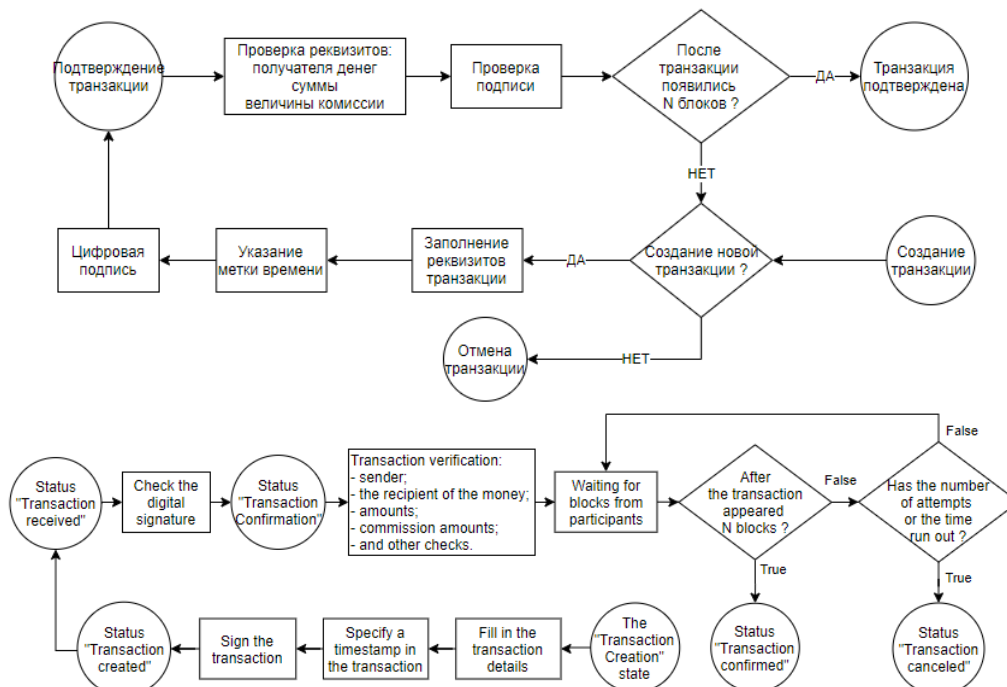 Подтверждение
транзакции
Проверка реквизитов:
получателя денег
суммы
величины комиссии
Проверка
подписи
После
транзакции
появились
N блоков ?
ДА
Транзакция
подтверждена
НЕТ
Цифровая
подпись
Указание
метки времени
Заполнение
реквизитов
транзакции
ДА
Создание новой
транзакции ?
Создание
транзакции
Отмена
транзакции
НЕТ
False
Status
"Transaction
received"
Check the
digital
signature
Status
"Transaction
Confirmation"
Transaction verification:
- sender;
- the recipient of the money;
- amounts;
- commission amounts;
- and other checks.
Waiting for
blocks from
participants
After
the transaction
appeared
N blocks ?
False
Has the number
of attempts
or the time
run out ?
True
True
Status
"Transaction
created"
Sign the
transaction
Specify a
timestamp in
the transaction
Fill in the
transaction
details
The
"Transaction
Creation"
state
Status
"Transaction
confirmed"
Status
"Transaction
canceled"